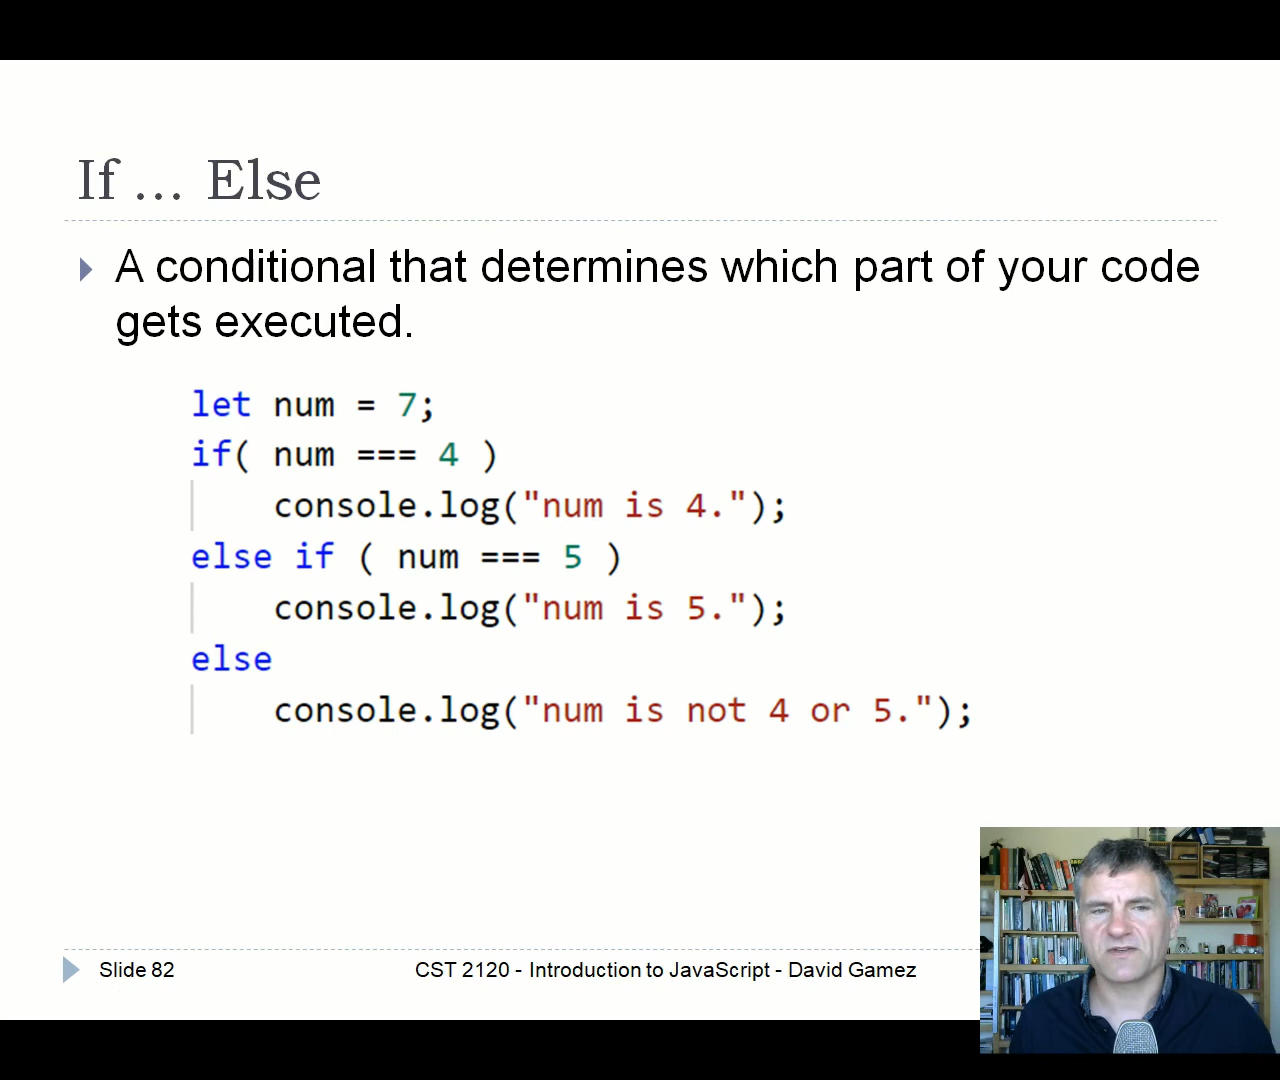 If ... Else
A conditional that determines which part of your code
gets executed.
let num = 7;
if( num === 4 )
console.log("num is 4.");
else if ( num === 5 )
console.log("num is 5.");
else
console.log("num is not 4 or 5.");
Slide 82
CST 2120 - Introduction to JavaScript - David Gamez